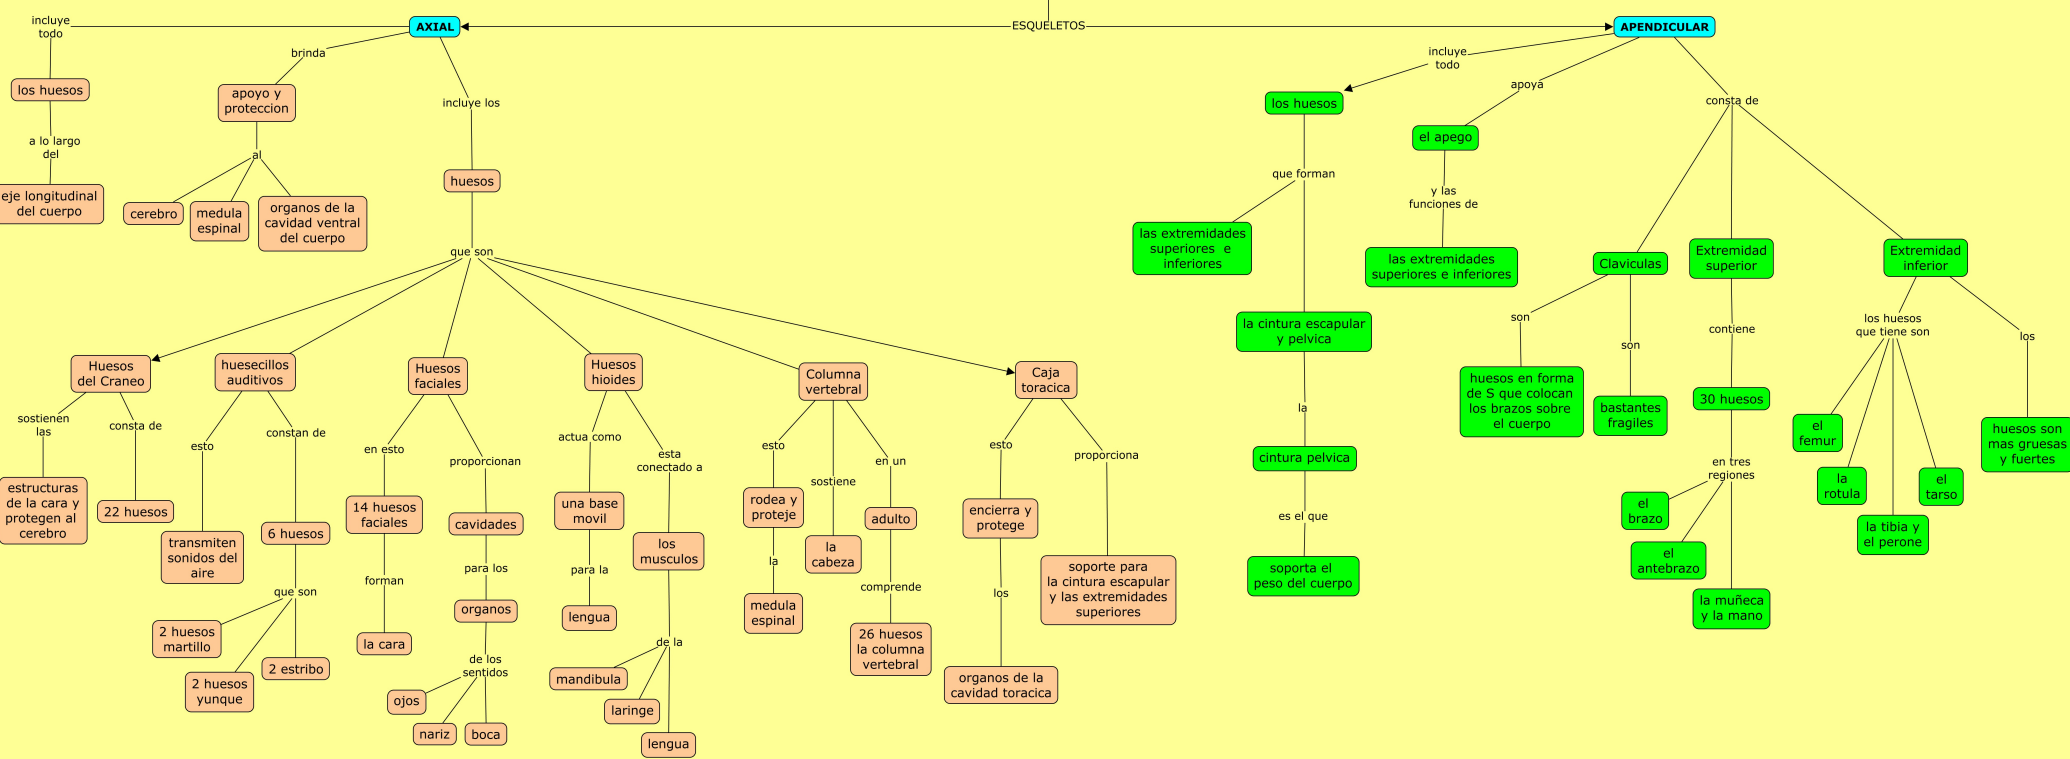 ESQUELETOS
AXIAL
incluye
todo
los huesos
a lo largo
del
eje longitudinal
del cuerpo
brinda
apoyo y
proteccion
al
cerebro
medula
espinal
organos de la
cavidad ventral
del cuerpo
incluye los
huesos
que son
Huesos
del Craneo
sostienen
las
estructuras
de la cara y
protegen al
cerebro
consta de
22 huesos
huesecillos
auditivos
esto
transmiten
sonidos del
aire
constan de
6 huesos
que son
2 huesos
martillo
2 huesos
yunque
2 estribo
Huesos
faciales
en esto
14 huesos
faciales
forman
la cara
proporcionan
cavidades
para los
organos
de los
sentidos
ojos
nariz
boca
Huesos
hioides
actua como
una base
movil
para la
lengua
esta
conectado a
los
musculos
de la
mandibula
laringe
lengua
Columna
vertebral
esto
rodea y
proteje
la
medula
espinal
sostiene
la
cabeza
en un
adulto
comprende
26 huesos
la columna
vertebral
Caja
toracica
esto
encierra y
protege
los
organos de la
cavidad toracica
proporciona
soporte para
la cintura escapular
y las extremidades
superiores
APENDICULAR
incluye
todo
los huesos
que forman
las extremidades
superiores e
inferiores
la cintura escapular
y pelvica
la
cintura pelvica
es el que
soporta el
peso del cuerpo
apoya
el apego
y las
funciones de
las extremidades
superiores e inferiores
consta de
Claviculas
son
huesos en forma
de S que colocan
los brazos sobre
el cuerpo
son
bastantes
fragiles
Extremidad
superior
contiene
30 huesos
en tres
regiones
el
brazo
el
antebrazo
la muñeca
y la mano
Extremidad
inferior
los huesos
que tiene son
el
femur
la
rotula
la tibia y
el perone
el
tarso
los
huesos son
mas gruesas
y fuertes